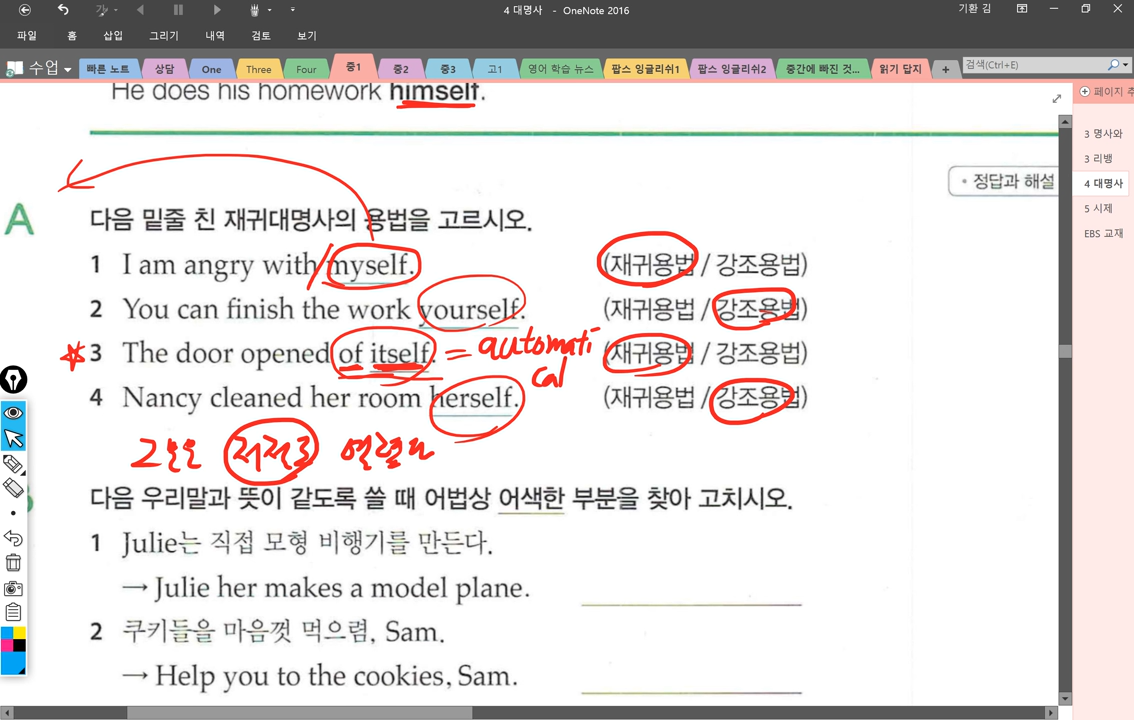 4 대명사 - OneNote 2016
기환 김
파일 홈 삽입 그리기 내역 검토 보기
수업 빠른 노트 상담 One Three Four 중1 중2 중3 고1 영어 학습 뉴스 팝스 잉글리쉬1 팝스 잉글리쉬2 중간에 빠진 것... 읽기 답지 + 검색(Ctrl+E)
He does his homework himself.
페이지 추
3 명사와
3 리뱅
4 대명사
5 시제
EBS 교재
• 정답과 해설
A 다음 밑줄 친 재귀대명사의 용법을 고르시오.
1 I am angry with myself. (재귀용법 / 강조용법)
2 You can finish the work yourself. (재귀용법 / 강조용법)
3 The door opened of itself. = automati (재귀용법 / 강조용법)
cal
4 Nancy cleaned her room herself. (재귀용법 / 강조용법)
그 문은 저절로 열렸다
다음 우리말과 뜻이 같도록 쓸 때 어법상 어색한 부분을 찾아 고치시오.
1 Julie는 직접 모형 비행기를 만든다.
→ Julie her makes a model plane.
2 쿠키들을 마음껏 먹으렴, Sam.
→ Help you to the cookies, Sam.